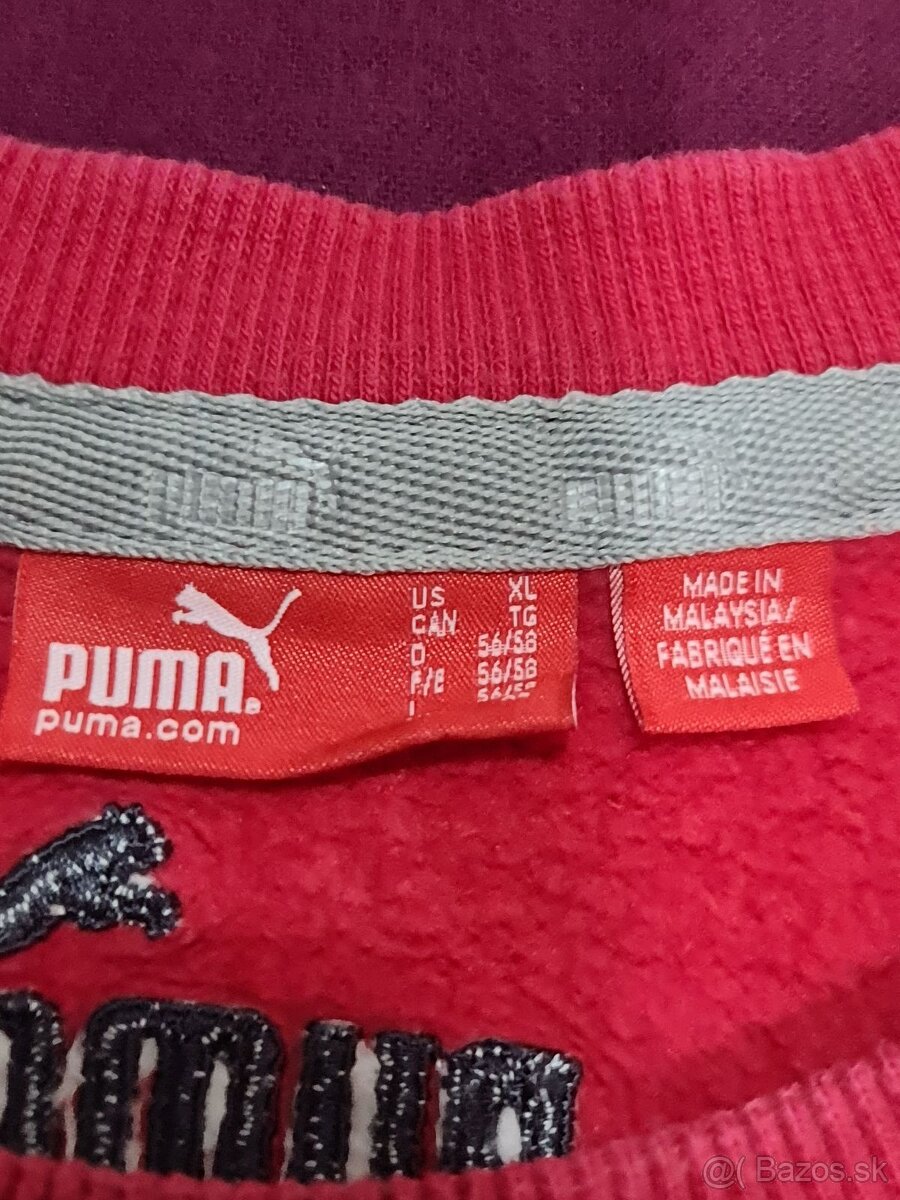 PUMA®
puma.com
US XL
CAN TG
D 56/58
F/B 56/58
I
MADE IN
MALAYSIA/
FABRIQUÉ EN
MALAISIE
@( Bazos.sk